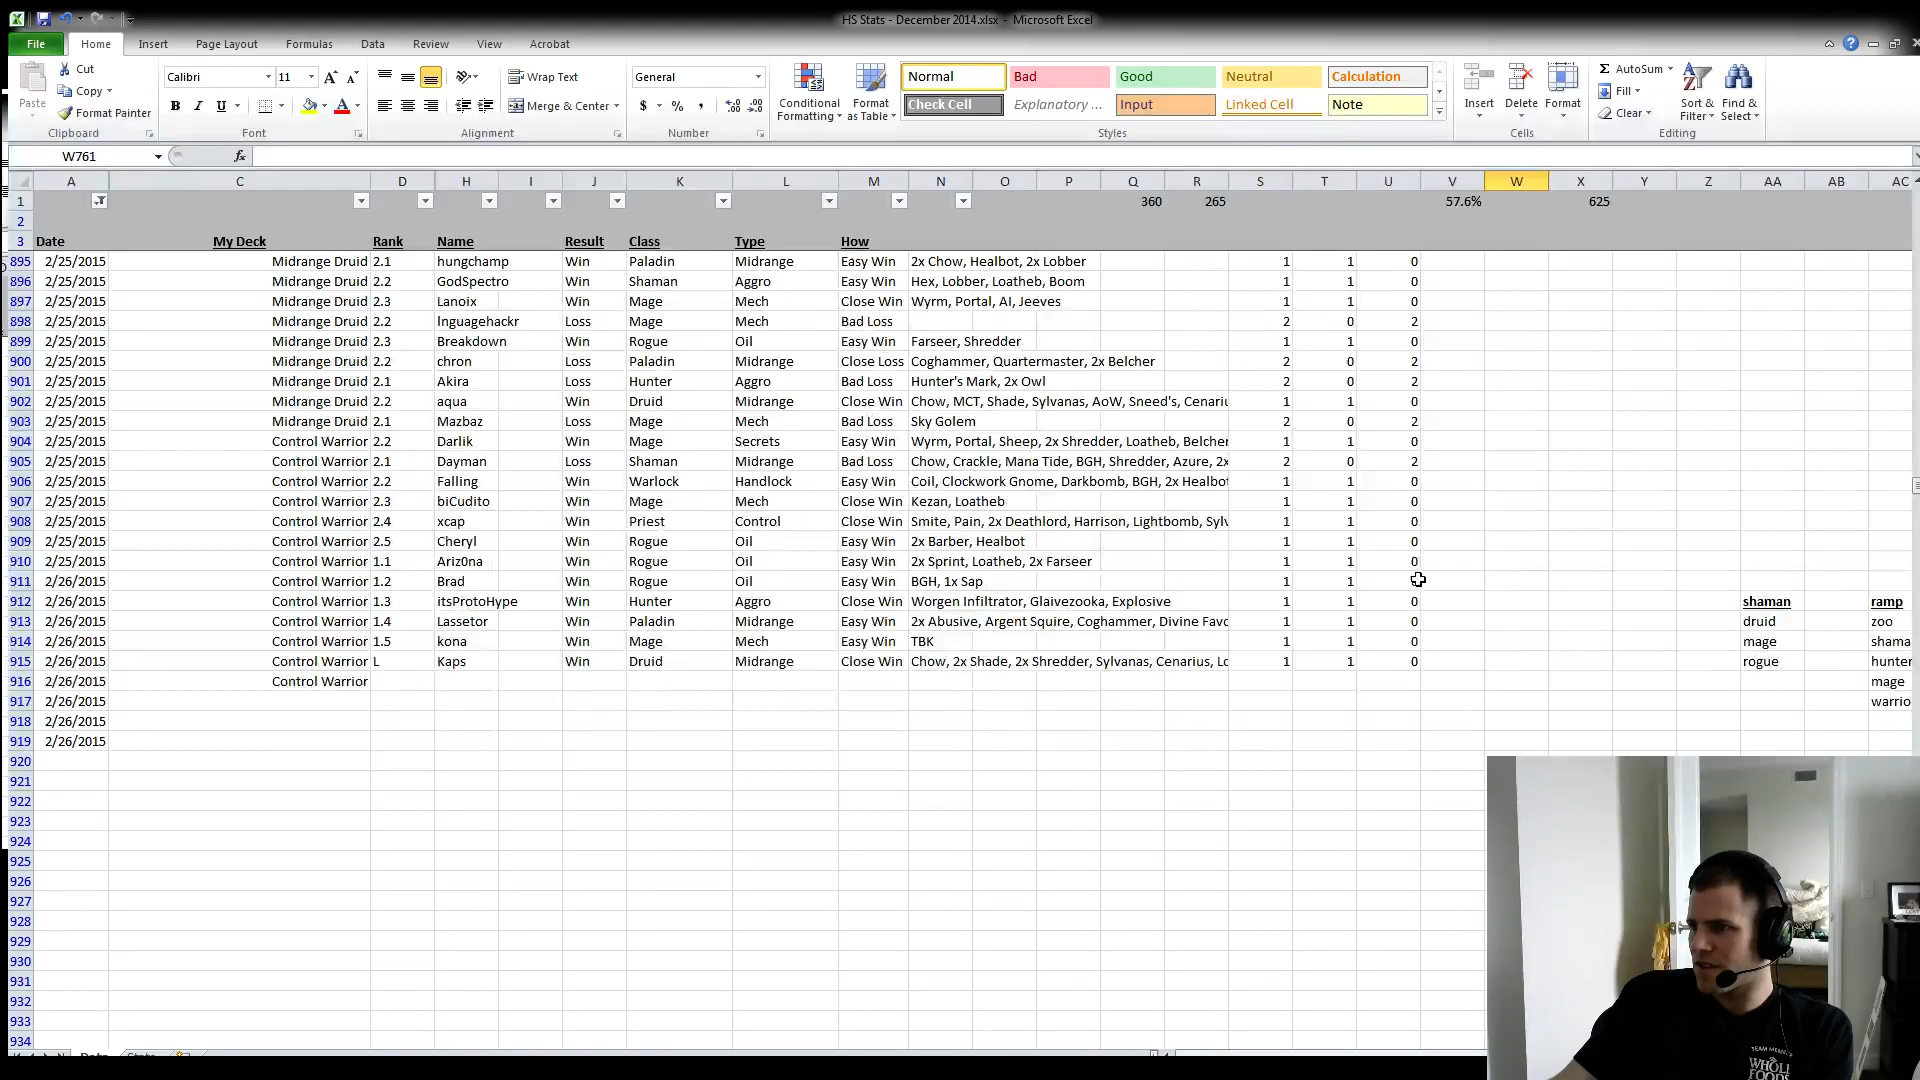 HS Stats - December 2014.xlsx - Microsoft Excel
File Home Insert Page Layout Formulas Data Review View Acrobat
Paste
Cut
Copy
Format Painter
Clipboard
Calibri 11
B I U
Font
Wrap Text
Merge & Center
Alignment
General
$ % ,
Number
Conditional Formatting
Format as Table
Normal Bad Good Neutral Calculation
Check Cell Explanatory ... Input Linked Cell Note
Styles
Insert Delete Format
Cells
AutoSum
Fill
Clear
Sort & Filter
Find & Select
Editing
W761 fx
A C D H I J K L M N O P Q R S T U V W X Y Z AA AB AC
1 360 265 57.6% 625
2
3 Date My Deck Rank Name Result Class Type How
895 2/25/2015 Midrange Druid 2.1 hungchamp Win Paladin Midrange Easy Win 2x Chow, Healbot, 2x Lobber 1 1 0
896 2/25/2015 Midrange Druid 2.2 GodSpectro Win Shaman Aggro Easy Win Hex, Lobber, Loatheb, Boom 1 1 0
897 2/25/2015 Midrange Druid 2.3 Lanoix Win Mage Mech Close Win Wyrm, Portal, AI, Jeeves 1 1 0
898 2/25/2015 Midrange Druid 2.2 lnguagehackr Loss Mage Mech Bad Loss 2 0 2
899 2/25/2015 Midrange Druid 2.3 Breakdown Win Rogue Oil Easy Win Farseer, Shredder 1 1 0
900 2/25/2015 Midrange Druid 2.2 chron Loss Paladin Midrange Close Loss Coghammer, Quartermaster, 2x Belcher 2 0 2
901 2/25/2015 Midrange Druid 2.1 Akira Loss Hunter Aggro Bad Loss Hunter's Mark, 2x Owl 2 0 2
902 2/25/2015 Midrange Druid 2.2 aqua Win Druid Midrange Close Win Chow, MCT, Shade, Sylvanas, AoW, Sneed's, Cenariu 1 1 0
903 2/25/2015 Midrange Druid 2.1 Mazbaz Loss Mage Mech Bad Loss Sky Golem 2 0 2
904 2/25/2015 Control Warrior 2.2 Darlik Win Mage Secrets Easy Win Wyrm, Portal, Sheep, 2x Shredder, Loatheb, Belcher 1 1 0
905 2/25/2015 Control Warrior 2.1 Dayman Loss Shaman Midrange Bad Loss Chow, Crackle, Mana Tide, BGH, Shredder, Azure, 2x 2 0 2
906 2/25/2015 Control Warrior 2.2 Falling Win Warlock Handlock Easy Win Coil, Clockwork Gnome, Darkbomb, BGH, 2x Healbot 1 1 0
907 2/25/2015 Control Warrior 2.3 biCudito Win Mage Mech Close Win Kezan, Loatheb 1 1 0
908 2/25/2015 Control Warrior 2.4 xcap Win Priest Control Close Win Smite, Pain, 2x Deathlord, Harrison, Lightbomb, Sylv 1 1 0
909 2/25/2015 Control Warrior 2.5 Cheryl Win Rogue Oil Easy Win 2x Barber, Healbot 1 1 0
910 2/25/2015 Control Warrior 1.1 Ariz0na Win Rogue Oil Easy Win 2x Sprint, Loatheb, 2x Farseer 1 1 0
911 2/26/2015 Control Warrior 1.2 Brad Win Rogue Oil Easy Win BGH, 1x Sap 1 1 0
912 2/26/2015 Control Warrior 1.3 itsProtoHype Win Hunter Aggro Close Win Worgen Infiltrator, Glaivezooka, Explosive 1 1 0 shaman ramp
913 2/26/2015 Control Warrior 1.4 Lassetor Win Paladin Midrange Easy Win 2x Abusive, Argent Squire, Coghammer, Divine Favo 1 1 0 druid zoo
914 2/26/2015 Control Warrior 1.5 kona Win Mage Mech Easy Win TBK 1 1 0 mage shama
915 2/26/2015 Control Warrior L Kaps Win Druid Midrange Close Win Chow, 2x Shade, 2x Shredder, Sylvanas, Cenarius, Lo 1 1 0 rogue hunter
916 2/26/2015 Control Warrior mage
917 2/26/2015 warrio
918 2/26/2015
919 2/26/2015
920
921
922
923
924
925
926
927
928
929
930
931
932
933
934
TEAM MEMBER
WHOLE
FOODS